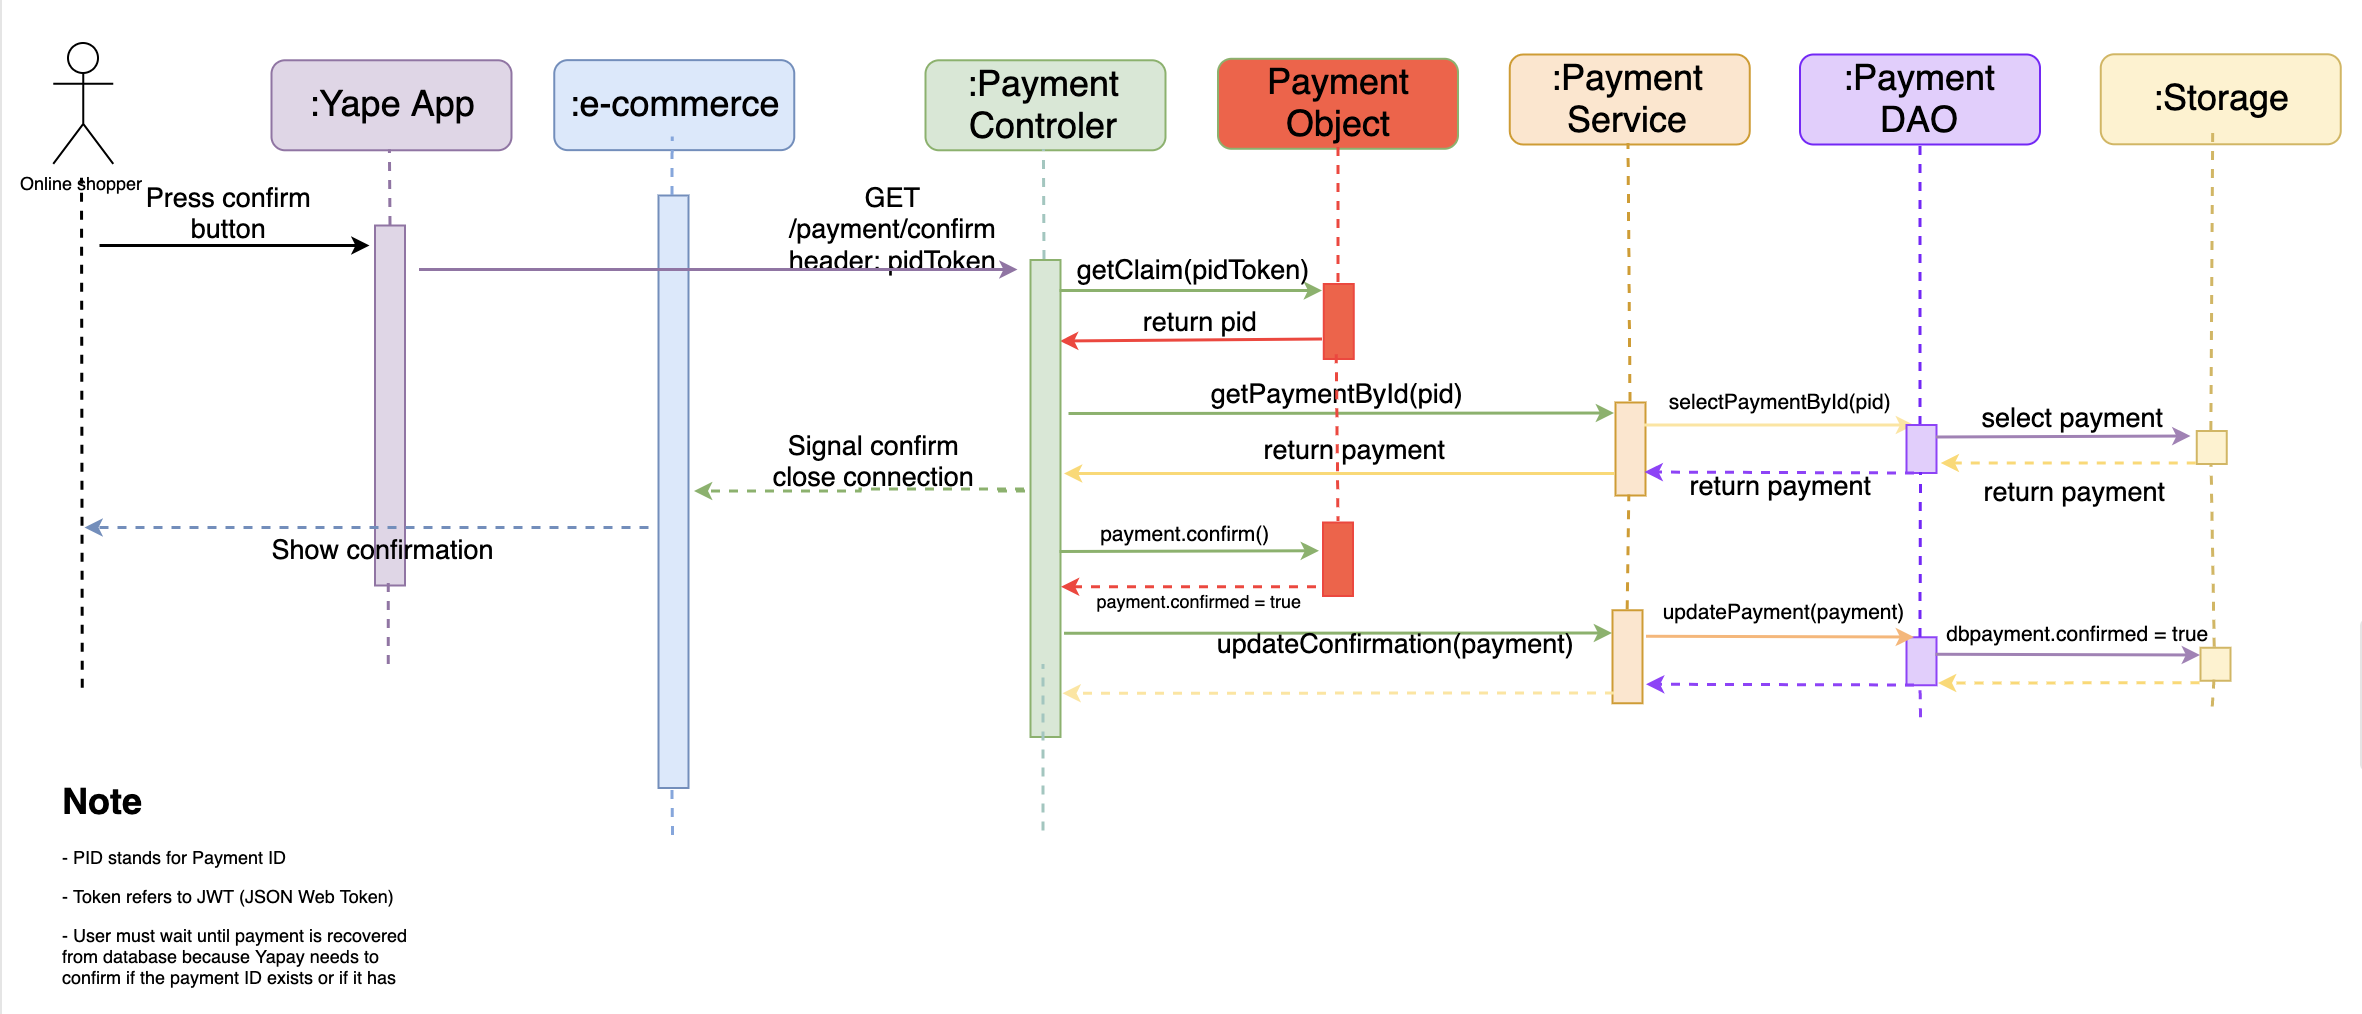 Online shopper
:Yape App
:e-commerce
:Payment
Controler
Payment
Object
:Payment
Service
:Payment
DAO
:Storage
Press confirm
button
GET
/payment/confirm
header: pidToken
getClaim(pidToken)
return pid
getPaymentById(pid)
selectPaymentById(pid)
select payment
Signal confirm
close connection
return payment
return payment
return payment
Show confirmation
payment.confirm()
payment.confirmed = true
updateConfirmation(payment)
updatePayment(payment)
dbpayment.confirmed = true
Note
- PID stands for Payment ID
- Token refers to JWT (JSON Web Token)
- User must wait until payment is recovered
from database because Yapay needs to
confirm if the payment ID exists or if it has